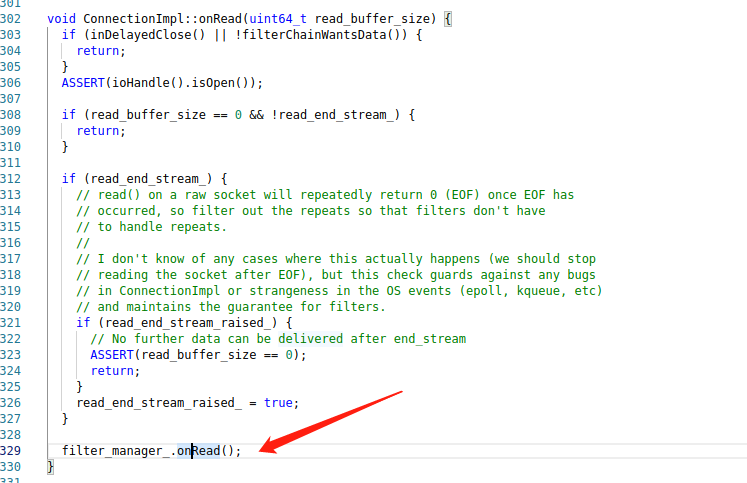 301
302 void ConnectionImpl::onRead(uint64_t read_buffer_size) {
303 if (inDelayedClose() || !filterChainWantsData()) {
304 return;
305 }
306 ASSERT(ioHandle().isOpen());
307
308 if (read_buffer_size == 0 && !read_end_stream_) {
309 return;
310 }
311
312 if (read_end_stream_) {
313 // read() on a raw socket will repeatedly return 0 (EOF) once EOF has
314 // occurred, so filter out the repeats so that filters don't have
315 // to handle repeats.
316 //
317 // I don't know of any cases where this actually happens (we should stop
318 // reading the socket after EOF), but this check guards against any bugs
319 // in ConnectionImpl or strangeness in the OS events (epoll, kqueue, etc)
320 // and maintains the guarantee for filters.
321 if (read_end_stream_raised_) {
322 // No further data can be delivered after end_stream
323 ASSERT(read_buffer_size == 0);
324 return;
325 }
326 read_end_stream_raised_ = true;
327 }
328
329 filter_manager_.onRead();
330 }
331